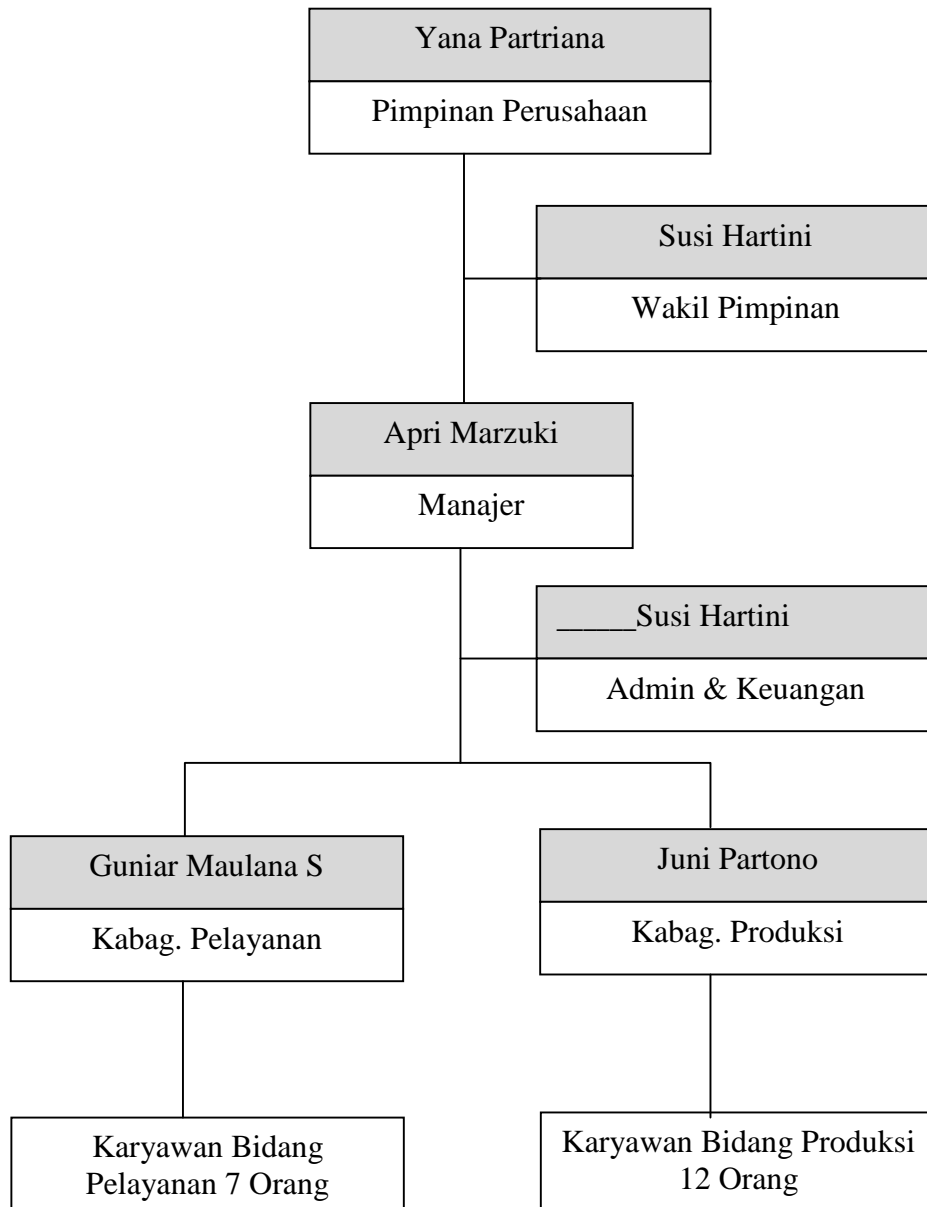 Yana Partriana
Pimpinan Perusahaan
Susi Hartini
Wakil Pimpinan
Apri Marzuki
Manajer
______Susi Hartini
Admin & Keuangan
Guniar Maulana S
Kabag. Pelayanan
Juni Partono
Kabag. Produksi
Karyawan Bidang
Pelayanan 7 Orang
Karyawan Bidang Produksi
12 Orang